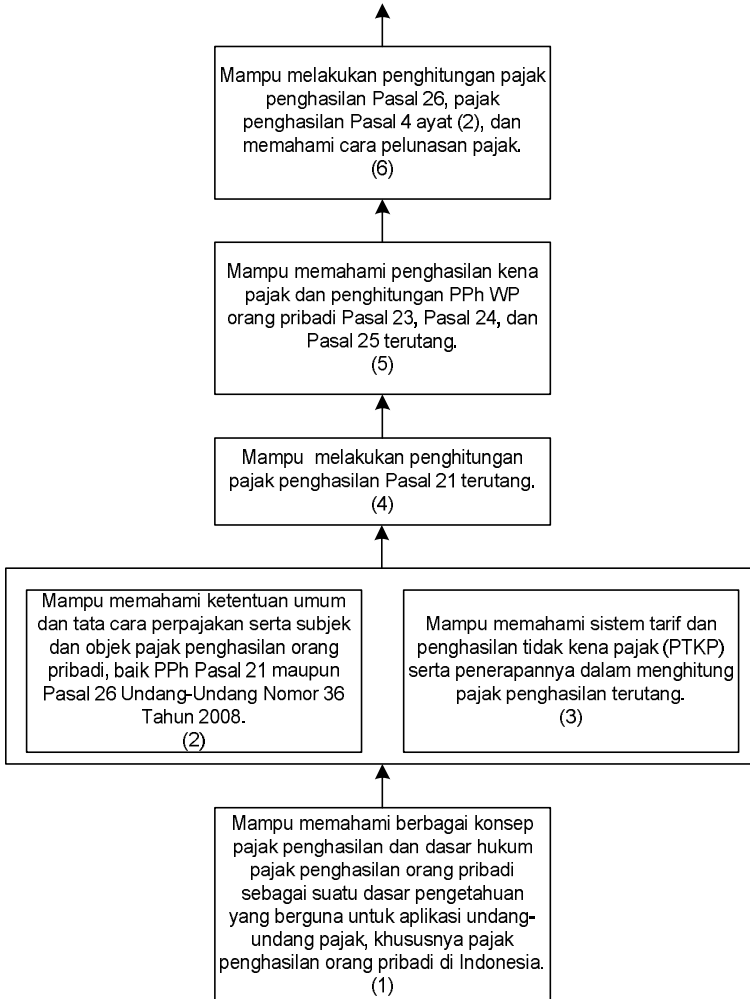 Mampu melakukan penghitungan pajak
penghasilan Pasal 26, pajak
penghasilan Pasal 4 ayat (2), dan
memahami cara pelunasan pajak.
(6)
Mampu memahami penghasilan kena
pajak dan penghitungan PPh WP
orang pribadi Pasal 23, Pasal 24, dan
Pasal 25 terutang.
(5)
Mampu melakukan penghitungan
pajak penghasilan Pasal 21 terutang.
(4)
Mampu memahami ketentuan umum
dan tata cara perpajakan serta subjek
dan objek pajak penghasilan orang
pribadi, baik PPh Pasal 21 maupun
Pasal 26 Undang-Undang Nomor 36
Tahun 2008.
(2)
Mampu memahami sistem tarif dan
penghasilan tidak kena pajak (PTKP)
serta penerapannya dalam menghitung
pajak penghasilan terutang.
(3)
Mampu memahami berbagai konsep
pajak penghasilan dan dasar hukum
pajak penghasilan orang pribadi
sebagai suatu dasar pengetahuan
yang berguna untuk aplikasi undang-
undang pajak, khususnya pajak
penghasilan orang pribadi di Indonesia.
(1)